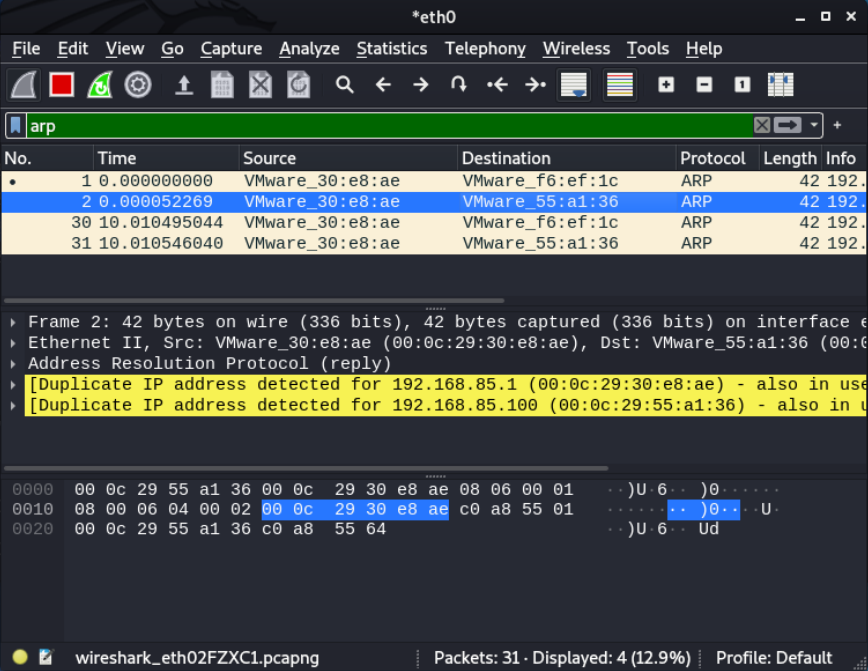 *eth0
File Edit View Go Capture Analyze Statistics Telephony Wireless Tools Help
arp
No. Time Source Destination Protocol Length Info
1 0.000000000 VMware_30:e8:ae VMware_f6:ef:1c ARP 42 192.
2 0.000052269 VMware_30:e8:ae VMware_55:a1:36 ARP 42 192.
30 10.010495044 VMware_30:e8:ae VMware_f6:ef:1c ARP 42 192.
31 10.010546040 VMware_30:e8:ae VMware_55:a1:36 ARP 42 192.
Frame 2: 42 bytes on wire (336 bits), 42 bytes captured (336 bits) on interface e
Ethernet II, Src: VMware_30:e8:ae (00:0c:29:30:e8:ae), Dst: VMware_55:a1:36 (00:0
Address Resolution Protocol (reply)
[Duplicate IP address detected for 192.168.85.1 (00:0c:29:30:e8:ae) - also in use
[Duplicate IP address detected for 192.168.85.100 (00:0c:29:55:a1:36) - also in u
0000 00 0c 29 55 a1 36 00 0c 29 30 e8 ae 08 06 00 01 ··)U·6·· )0······
0010 08 00 06 04 00 02 00 0c 29 30 e8 ae c0 a8 55 01 ········ )0····U·
0020 00 0c 29 55 a1 36 c0 a8 55 64 ··)U·6·· Ud
wireshark_eth02FZXC1.pcapng Packets: 31 · Displayed: 4 (12.9%) Profile: Default